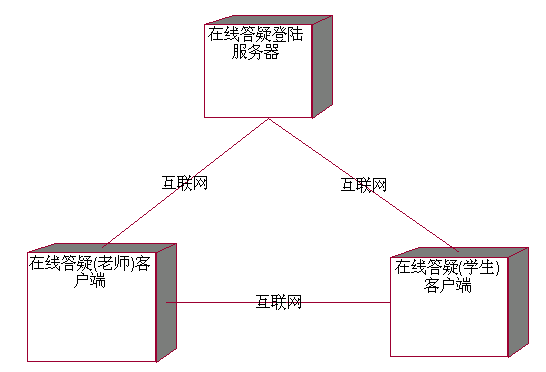 在线答疑登陆
服务器
互联网
互联网
在线答疑(老师)客
户端
在线答疑(学生)
客户端
互联网